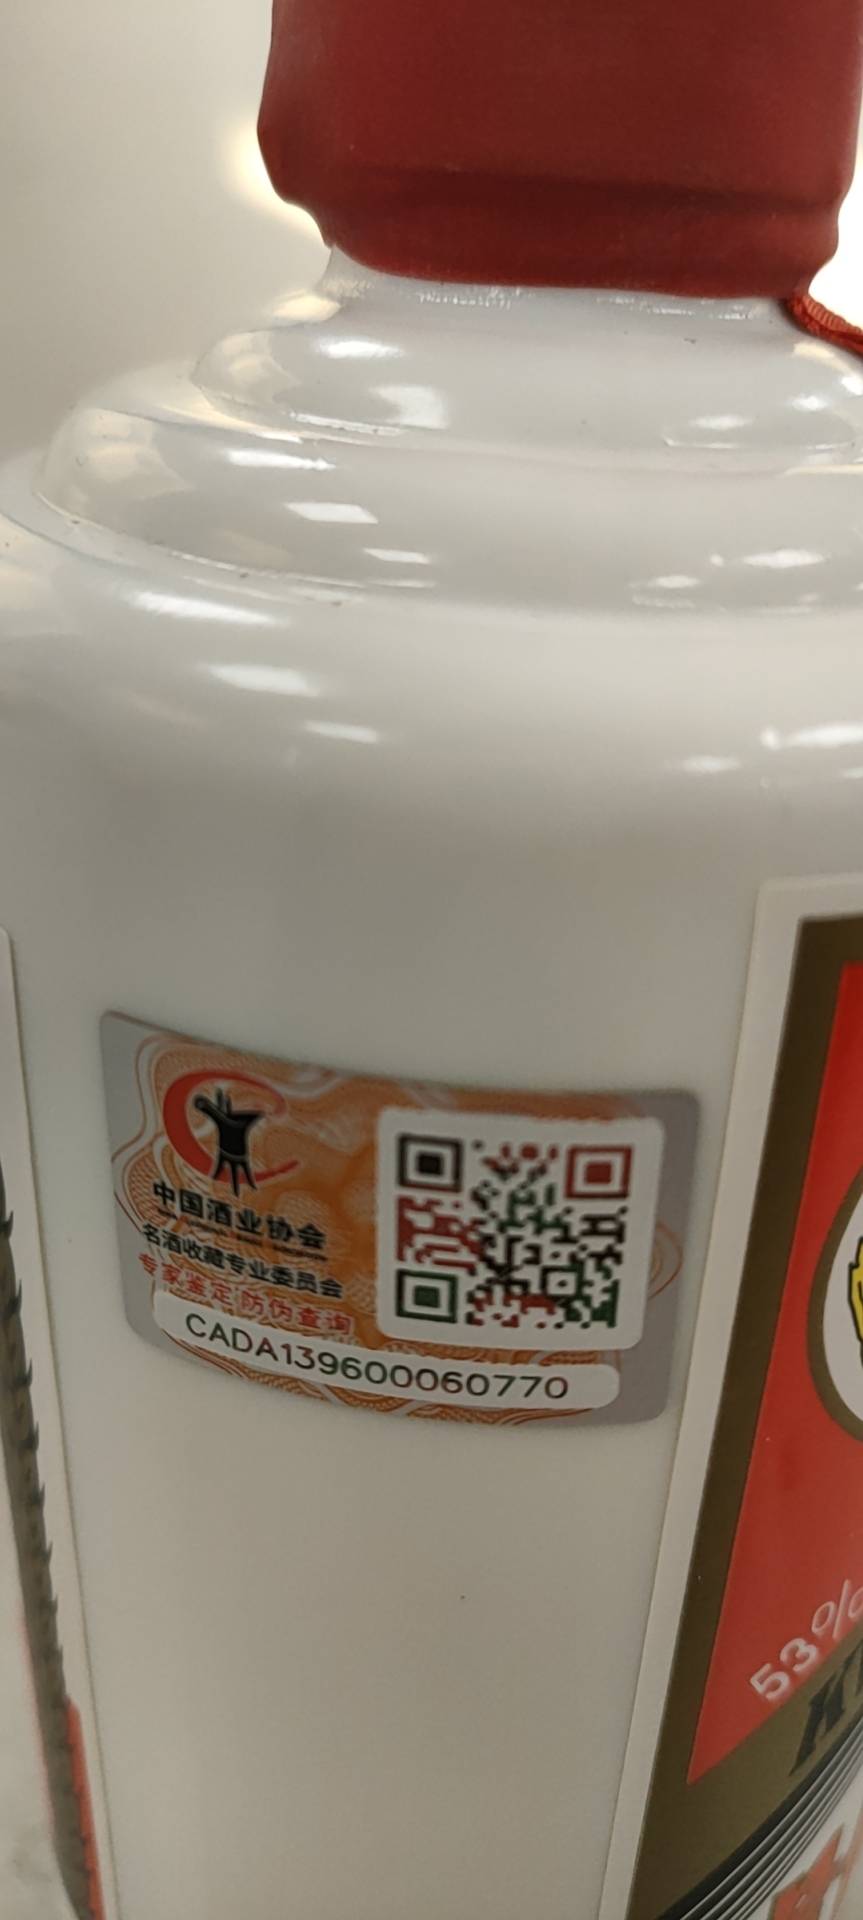 中国酒业协会
名酒收藏专业委员会
专家鉴定 防伪查询
CADA139600060770
53%